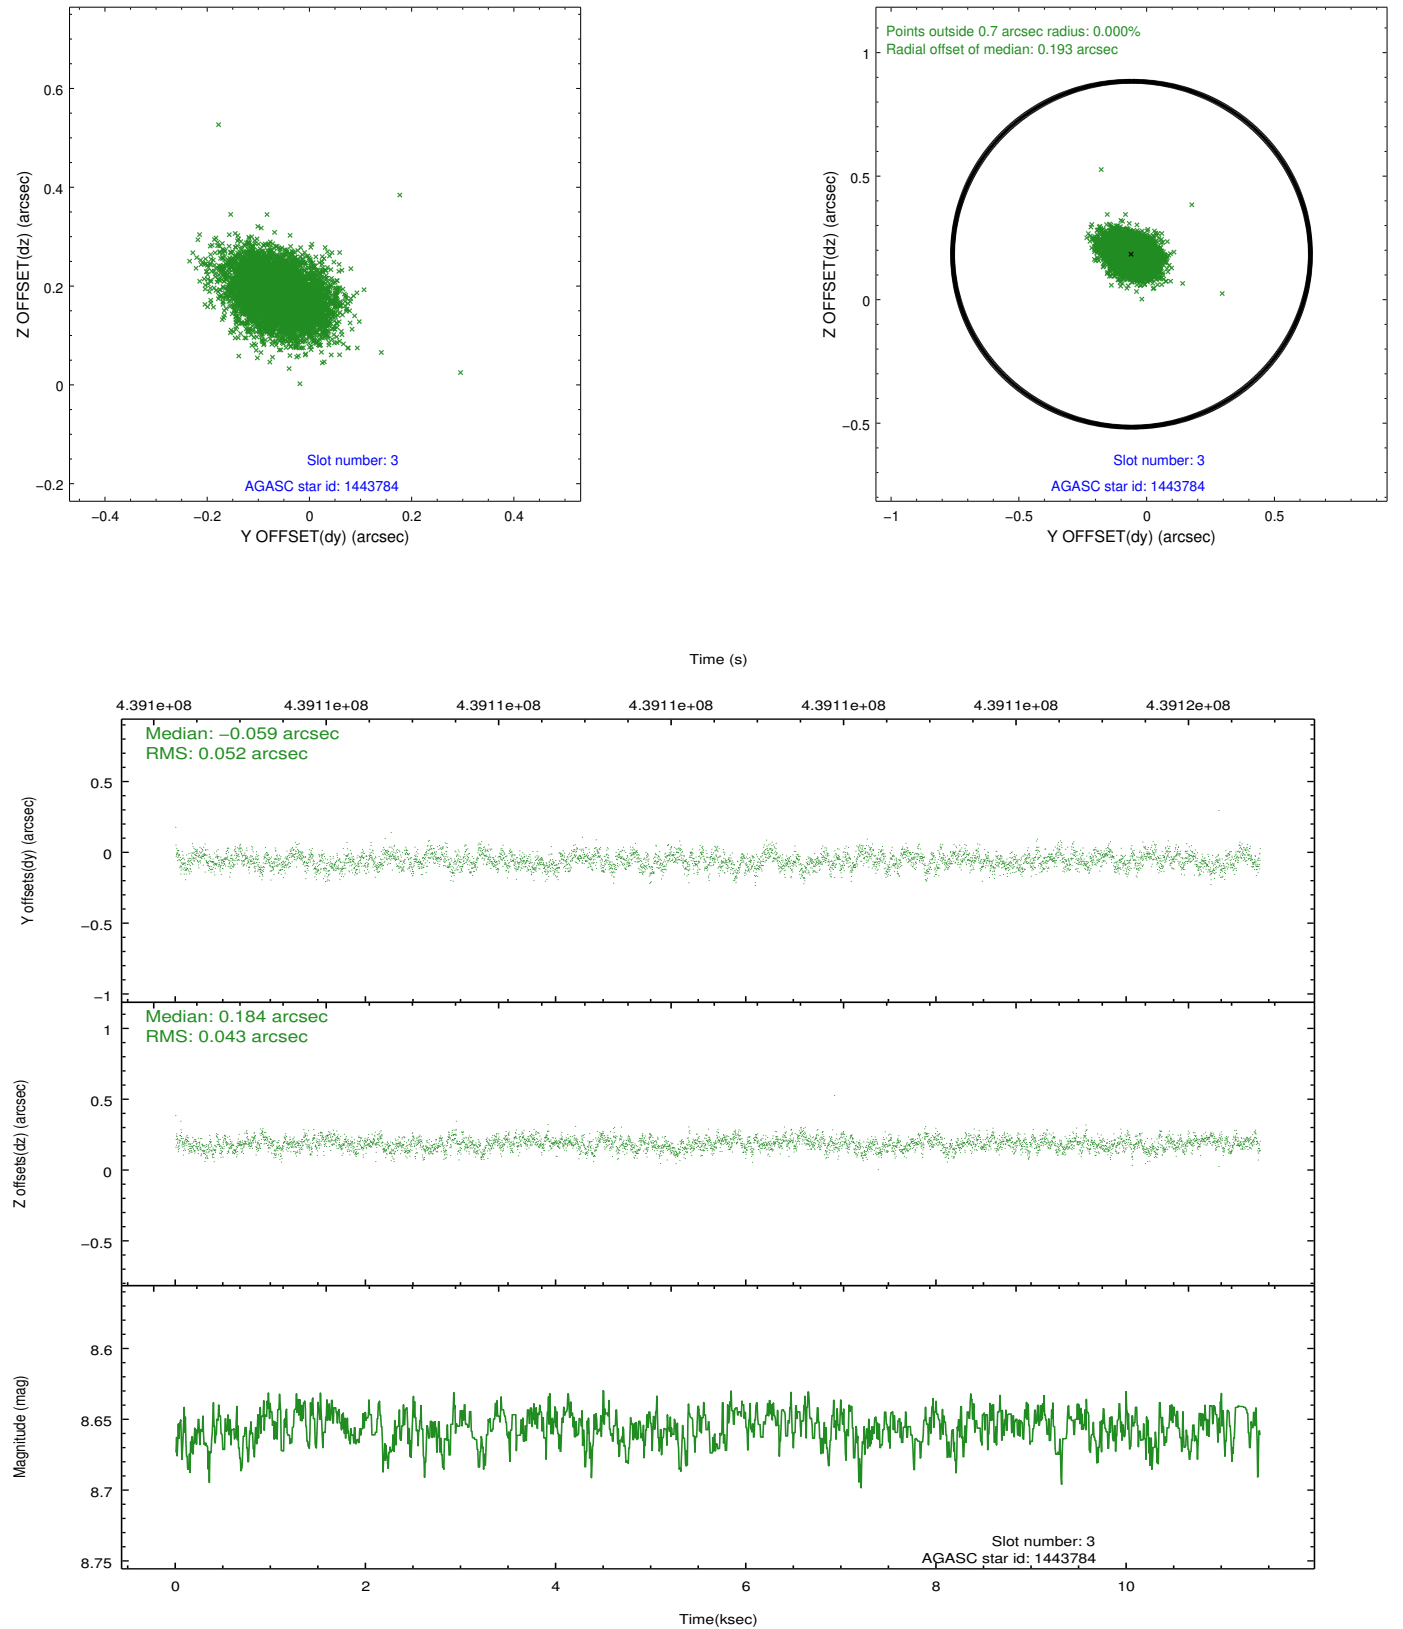 0.6
0.4
0.2
0
−0.2
Z OFFSET(dz) (arcsec)
Slot number: 3
AGASC star id: 1443784
−0.4 −0.2 0 0.2 0.4
Y OFFSET(dy) (arcsec)
Points outside 0.7 arcsec radius: 0.000%
Radial offset of median: 0.193 arcsec
1
0.5
0
−0.5
Z OFFSET(dz) (arcsec)
Slot number: 3
AGASC star id: 1443784
−1 −0.5 0 0.5
Y OFFSET(dy) (arcsec)
Time (s)
4.391e+08 4.3911e+08 4.3911e+08 4.3911e+08 4.3911e+08 4.3911e+08 4.3912e+08
Median: −0.059 arcsec
RMS: 0.052 arcsec
0.5
0
−0.5
−1
Y offsets(dy) (arcsec)
Median: 0.184 arcsec
RMS: 0.043 arcsec
1
0.5
0
−0.5
Z offsets(dz) (arcsec)
8.6
8.65
8.7
8.75
Magnitude (mag)
Slot number: 3
AGASC star id: 1443784
0 2 4 6 8 10
Time(ksec)